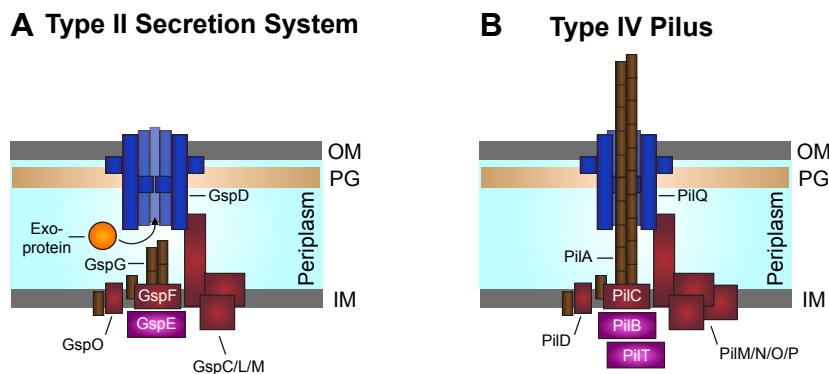 A Type II Secretion System
OM
PG
GspD
Exo-
protein
GspG
Periplasm
GspF
IM
GspE
GspO
GspC/L/M
B Type IV Pilus
OM
PG
PilQ
PilA
Periplasm
PilC
IM
PilB
PilD
PilT
PilM/N/O/P